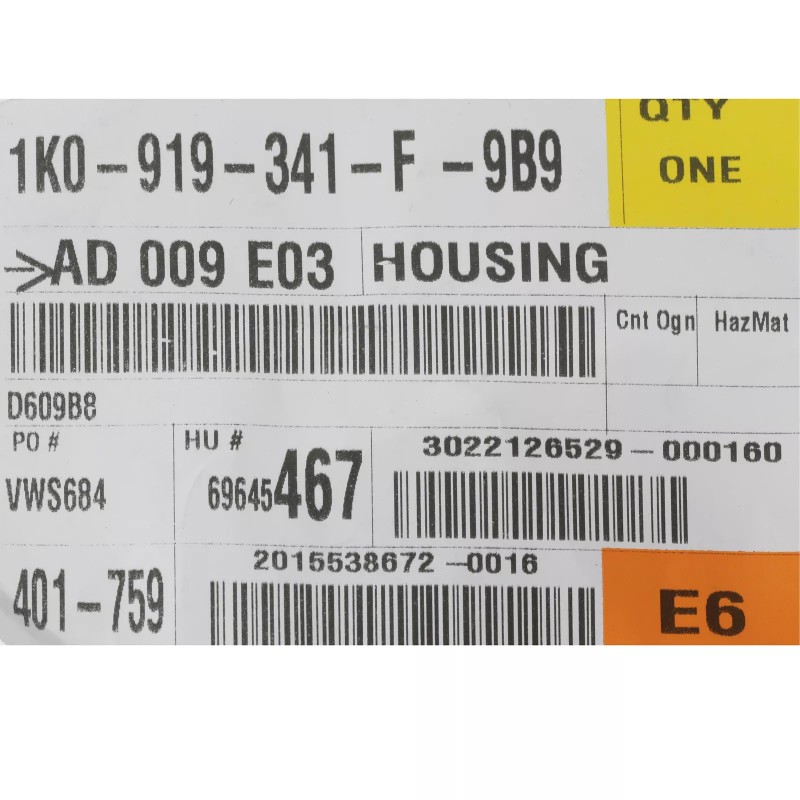 1K0-919-341-F -9B9
QTY
ONE
AD 009 E03
HOUSING
Cnt Ogn
HazMat
D609B8
PO #
VWS684
HU #
69645467
3022126529-000160
401-759
2015538672-0016
E6